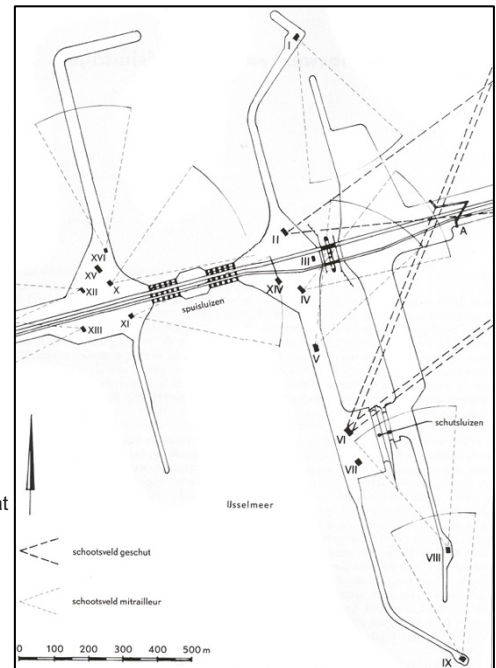 I
II
III
A
XVI
XV
XII
X
XIII
XI
spuisluizen
XIV
IV
V
VI
VII
schutsluizen
IJsselmeer
VIII
IX
at
schootsveld geschut
schootsveld mitrailleur
0 100 200 300 400 500 m